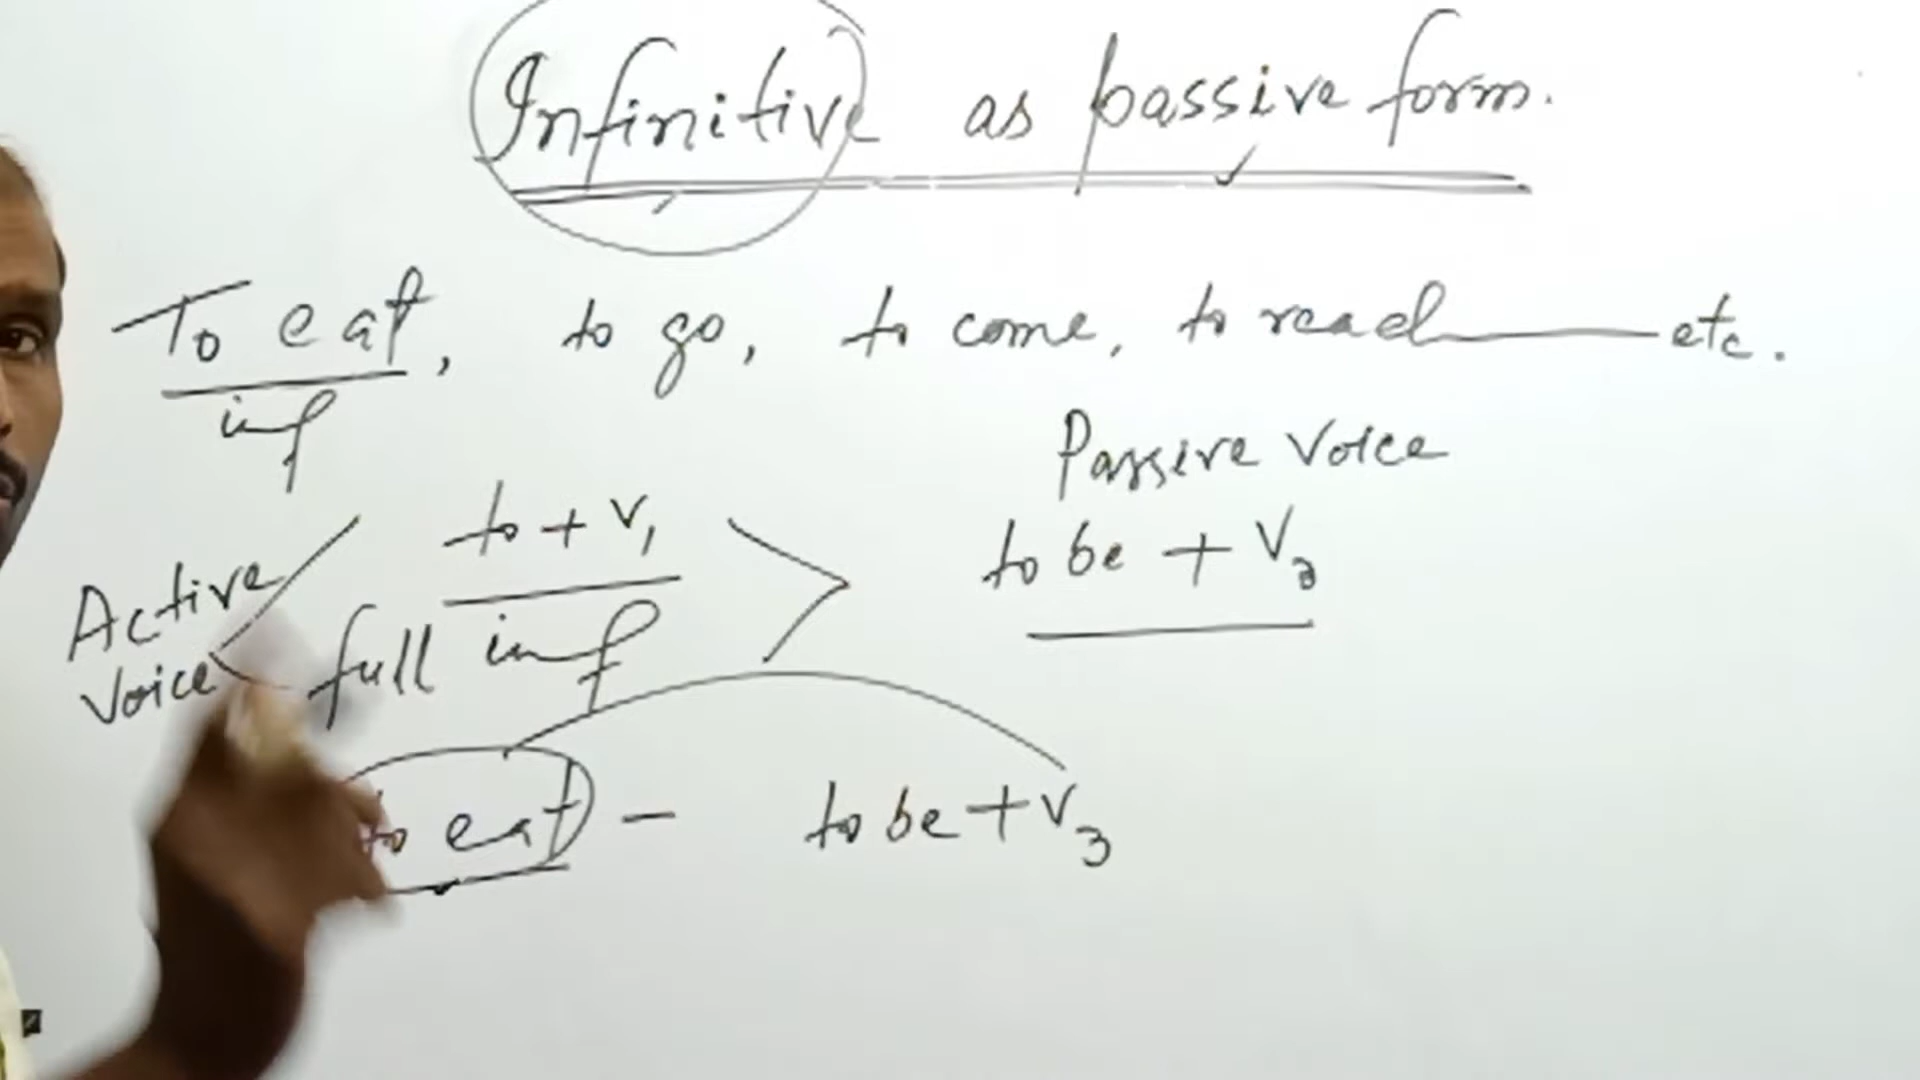 Infinitive as passive form.
To eat, to go, to come, to read——etc.
inf
Passive Voice
to + V1
to be + V3
Active
Voice
full inf
to eat – to be + V3